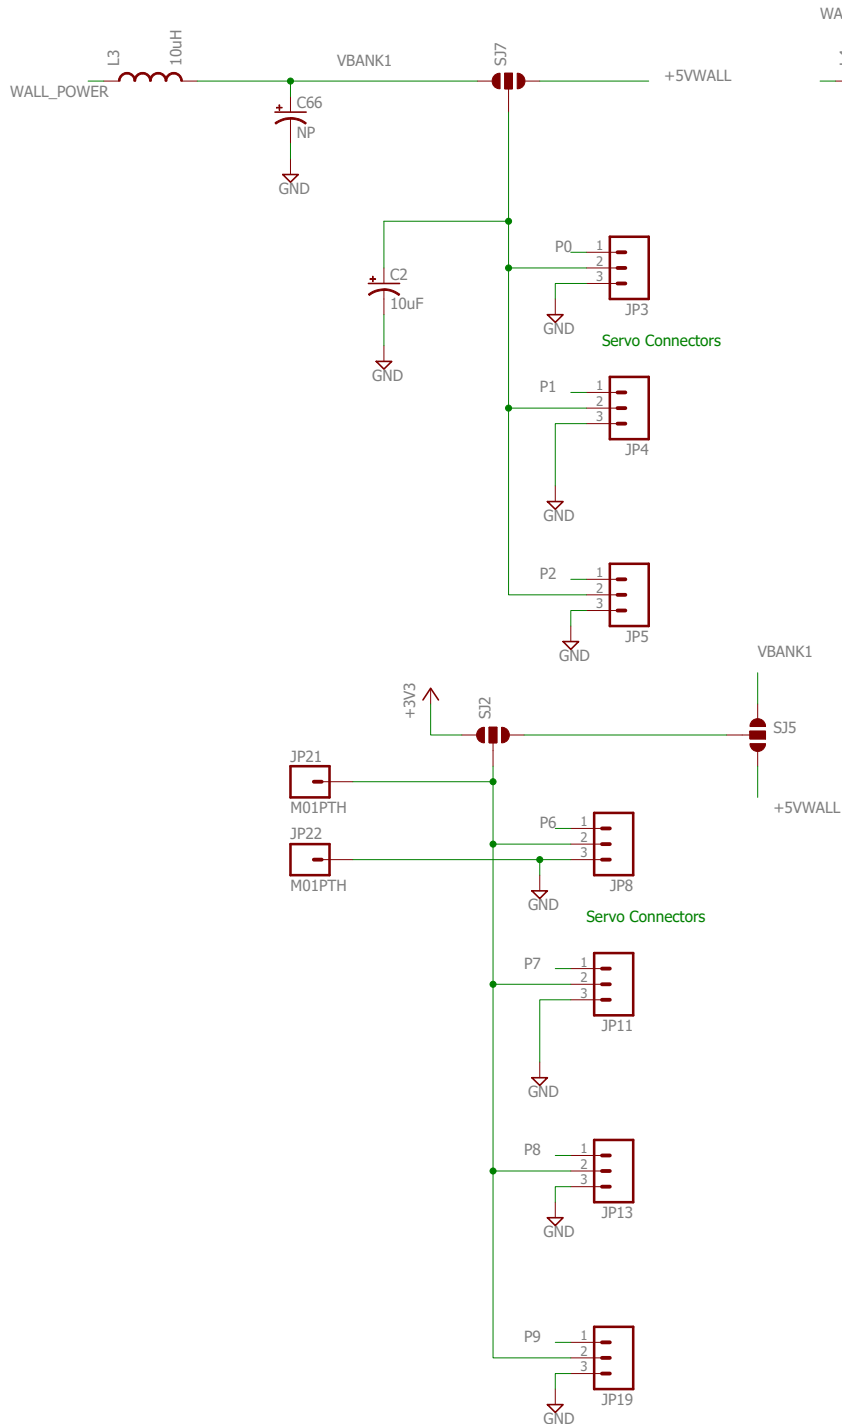 WA
L3
10uH
VBANK1
SJ7
+5VWALL
WALL_POWER
C66
NP
GND
P0
1
2
3
JP3
C2
10uF
GND
GND
Servo Connectors
P1
1
2
3
JP4
GND
P2
1
2
3
JP5
GND
VBANK1
+3V3
SJ2
SJ5
JP21
M01PTH
+5VWALL
JP22
M01PTH
P6
1
2
3
JP8
GND
Servo Connectors
P7
1
2
3
JP11
GND
P8
1
2
3
JP13
GND
P9
1
2
3
JP19
GND